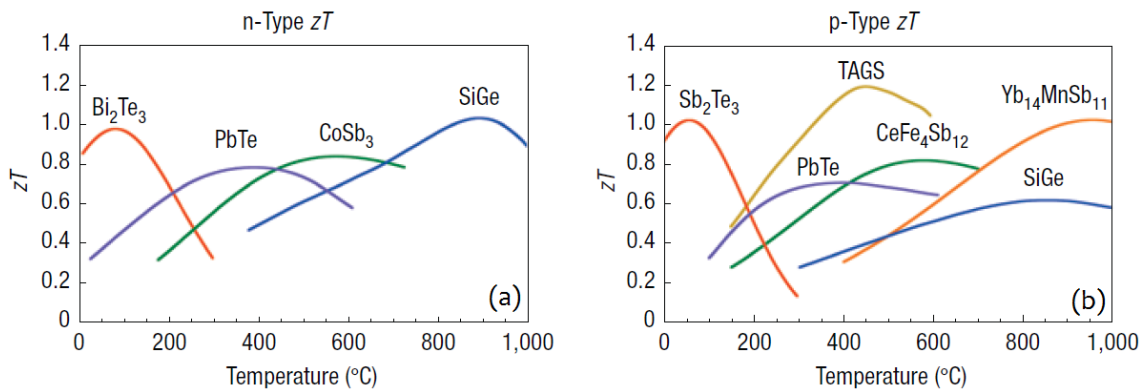 n-Type zT
1.4
1.2
1.0
0.8
0.6
0.4
0.2
0
zT
Bi₂Te₃
PbTe
CoSb₃
SiGe
(a)
0 200 400 600 800 1,000
Temperature (°C)
p-Type zT
1.4
1.2
1.0
0.8
0.6
0.4
0.2
0
zT
Sb₂Te₃
TAGS
PbTe
CeFe₄Sb₁₂
Yb₁₄MnSb₁₁
SiGe
(b)
0 200 400 600 800 1,000
Temperature (°C)